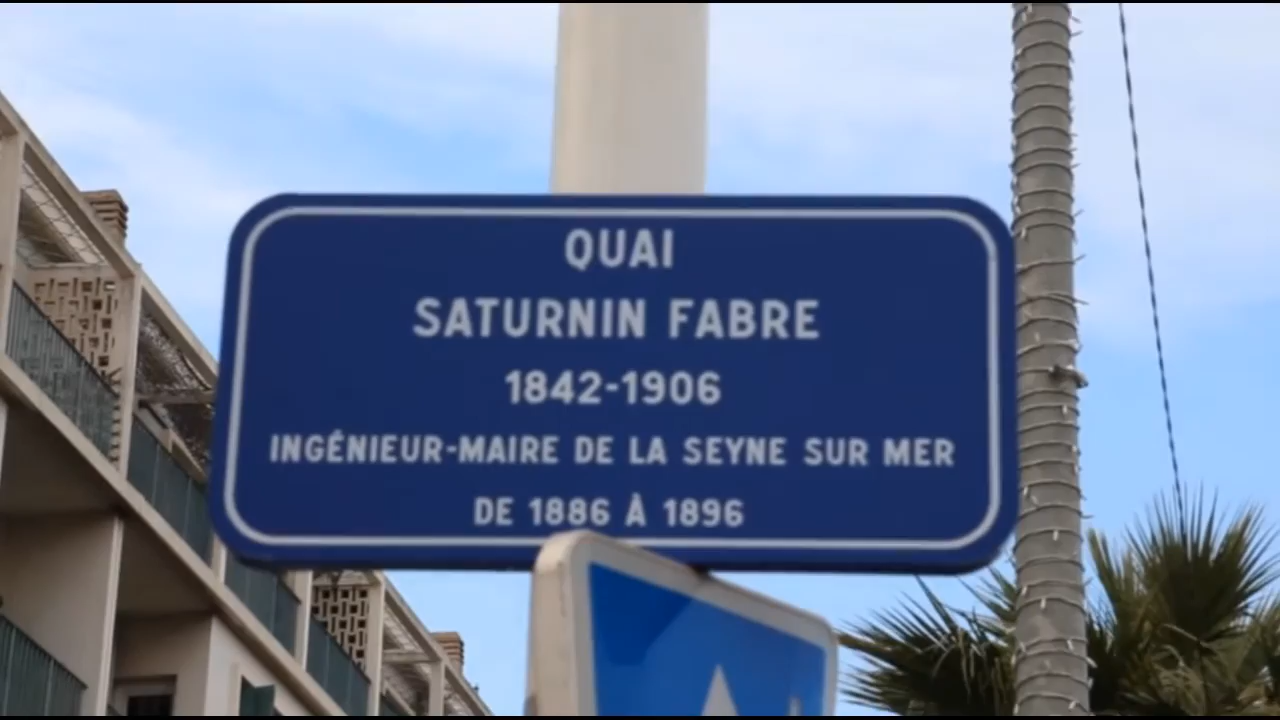 QUAI
SATURNIN FABRE
1842-1906
INGÉNIEUR-MAIRE DE LA SEYNE SUR MER
DE 1886 À 1896